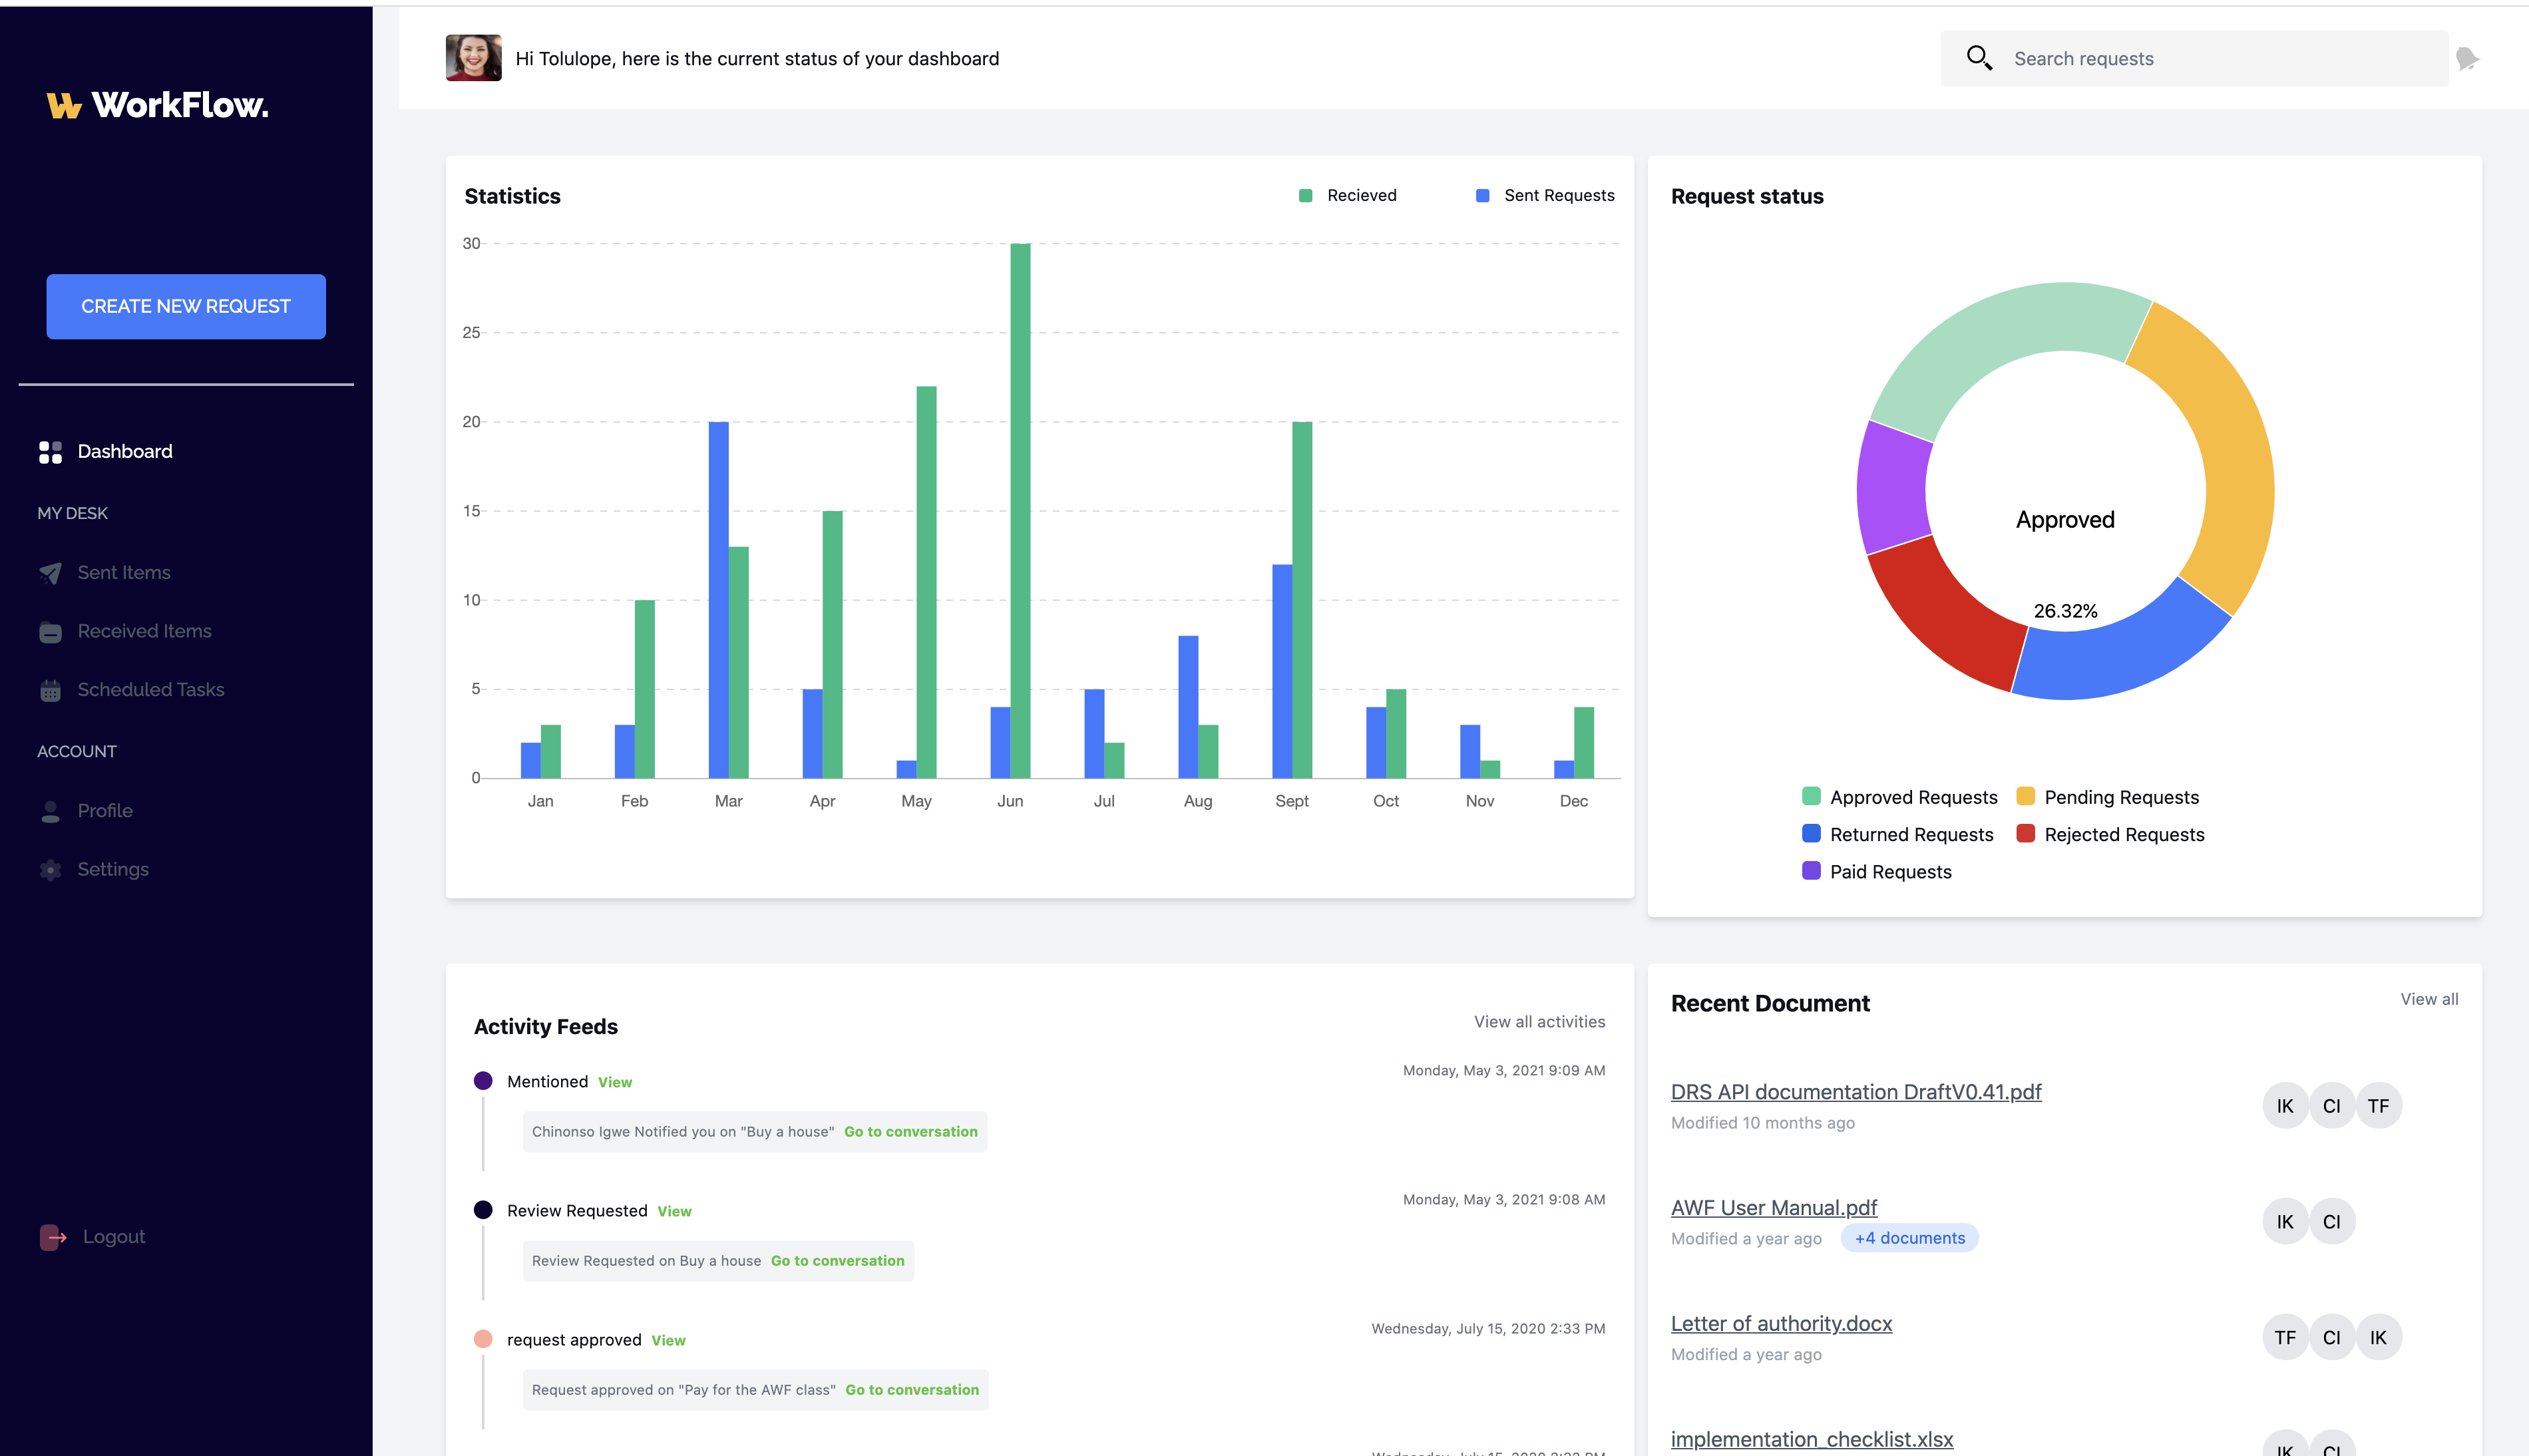 WorkFlow.
CREATE NEW REQUEST
Dashboard
MY DESK
Sent Items
Received Items
Scheduled Tasks
ACCOUNT
Profile
Settings
Logout
Hi Tolulope, here is the current status of your dashboard
Search requests
Statistics
Recieved
Sent Requests
30
25
20
15
10
5
0
Jan Feb Mar Apr May Jun Jul Aug Sept Oct Nov Dec
Request status
Approved
26.32%
Approved Requests
Pending Requests
Returned Requests
Rejected Requests
Paid Requests
Activity Feeds
View all activities
Mentioned View
Monday, May 3, 2021 9:09 AM
Chinonso Igwe Notified you on "Buy a house" Go to conversation
Review Requested View
Monday, May 3, 2021 9:08 AM
Review Requested on Buy a house Go to conversation
request approved View
Wednesday, July 15, 2020 2:33 PM
Request approved on "Pay for the AWF class" Go to conversation
Recent Document
View all
DRS API documentation DraftV0.41.pdf
Modified 10 months ago
IK CI TF
AWF User Manual.pdf
Modified a year ago +4 documents
IK CI
Letter of authority.docx
Modified a year ago
TF CI IK
implementation_checklist.xlsx
IK CI